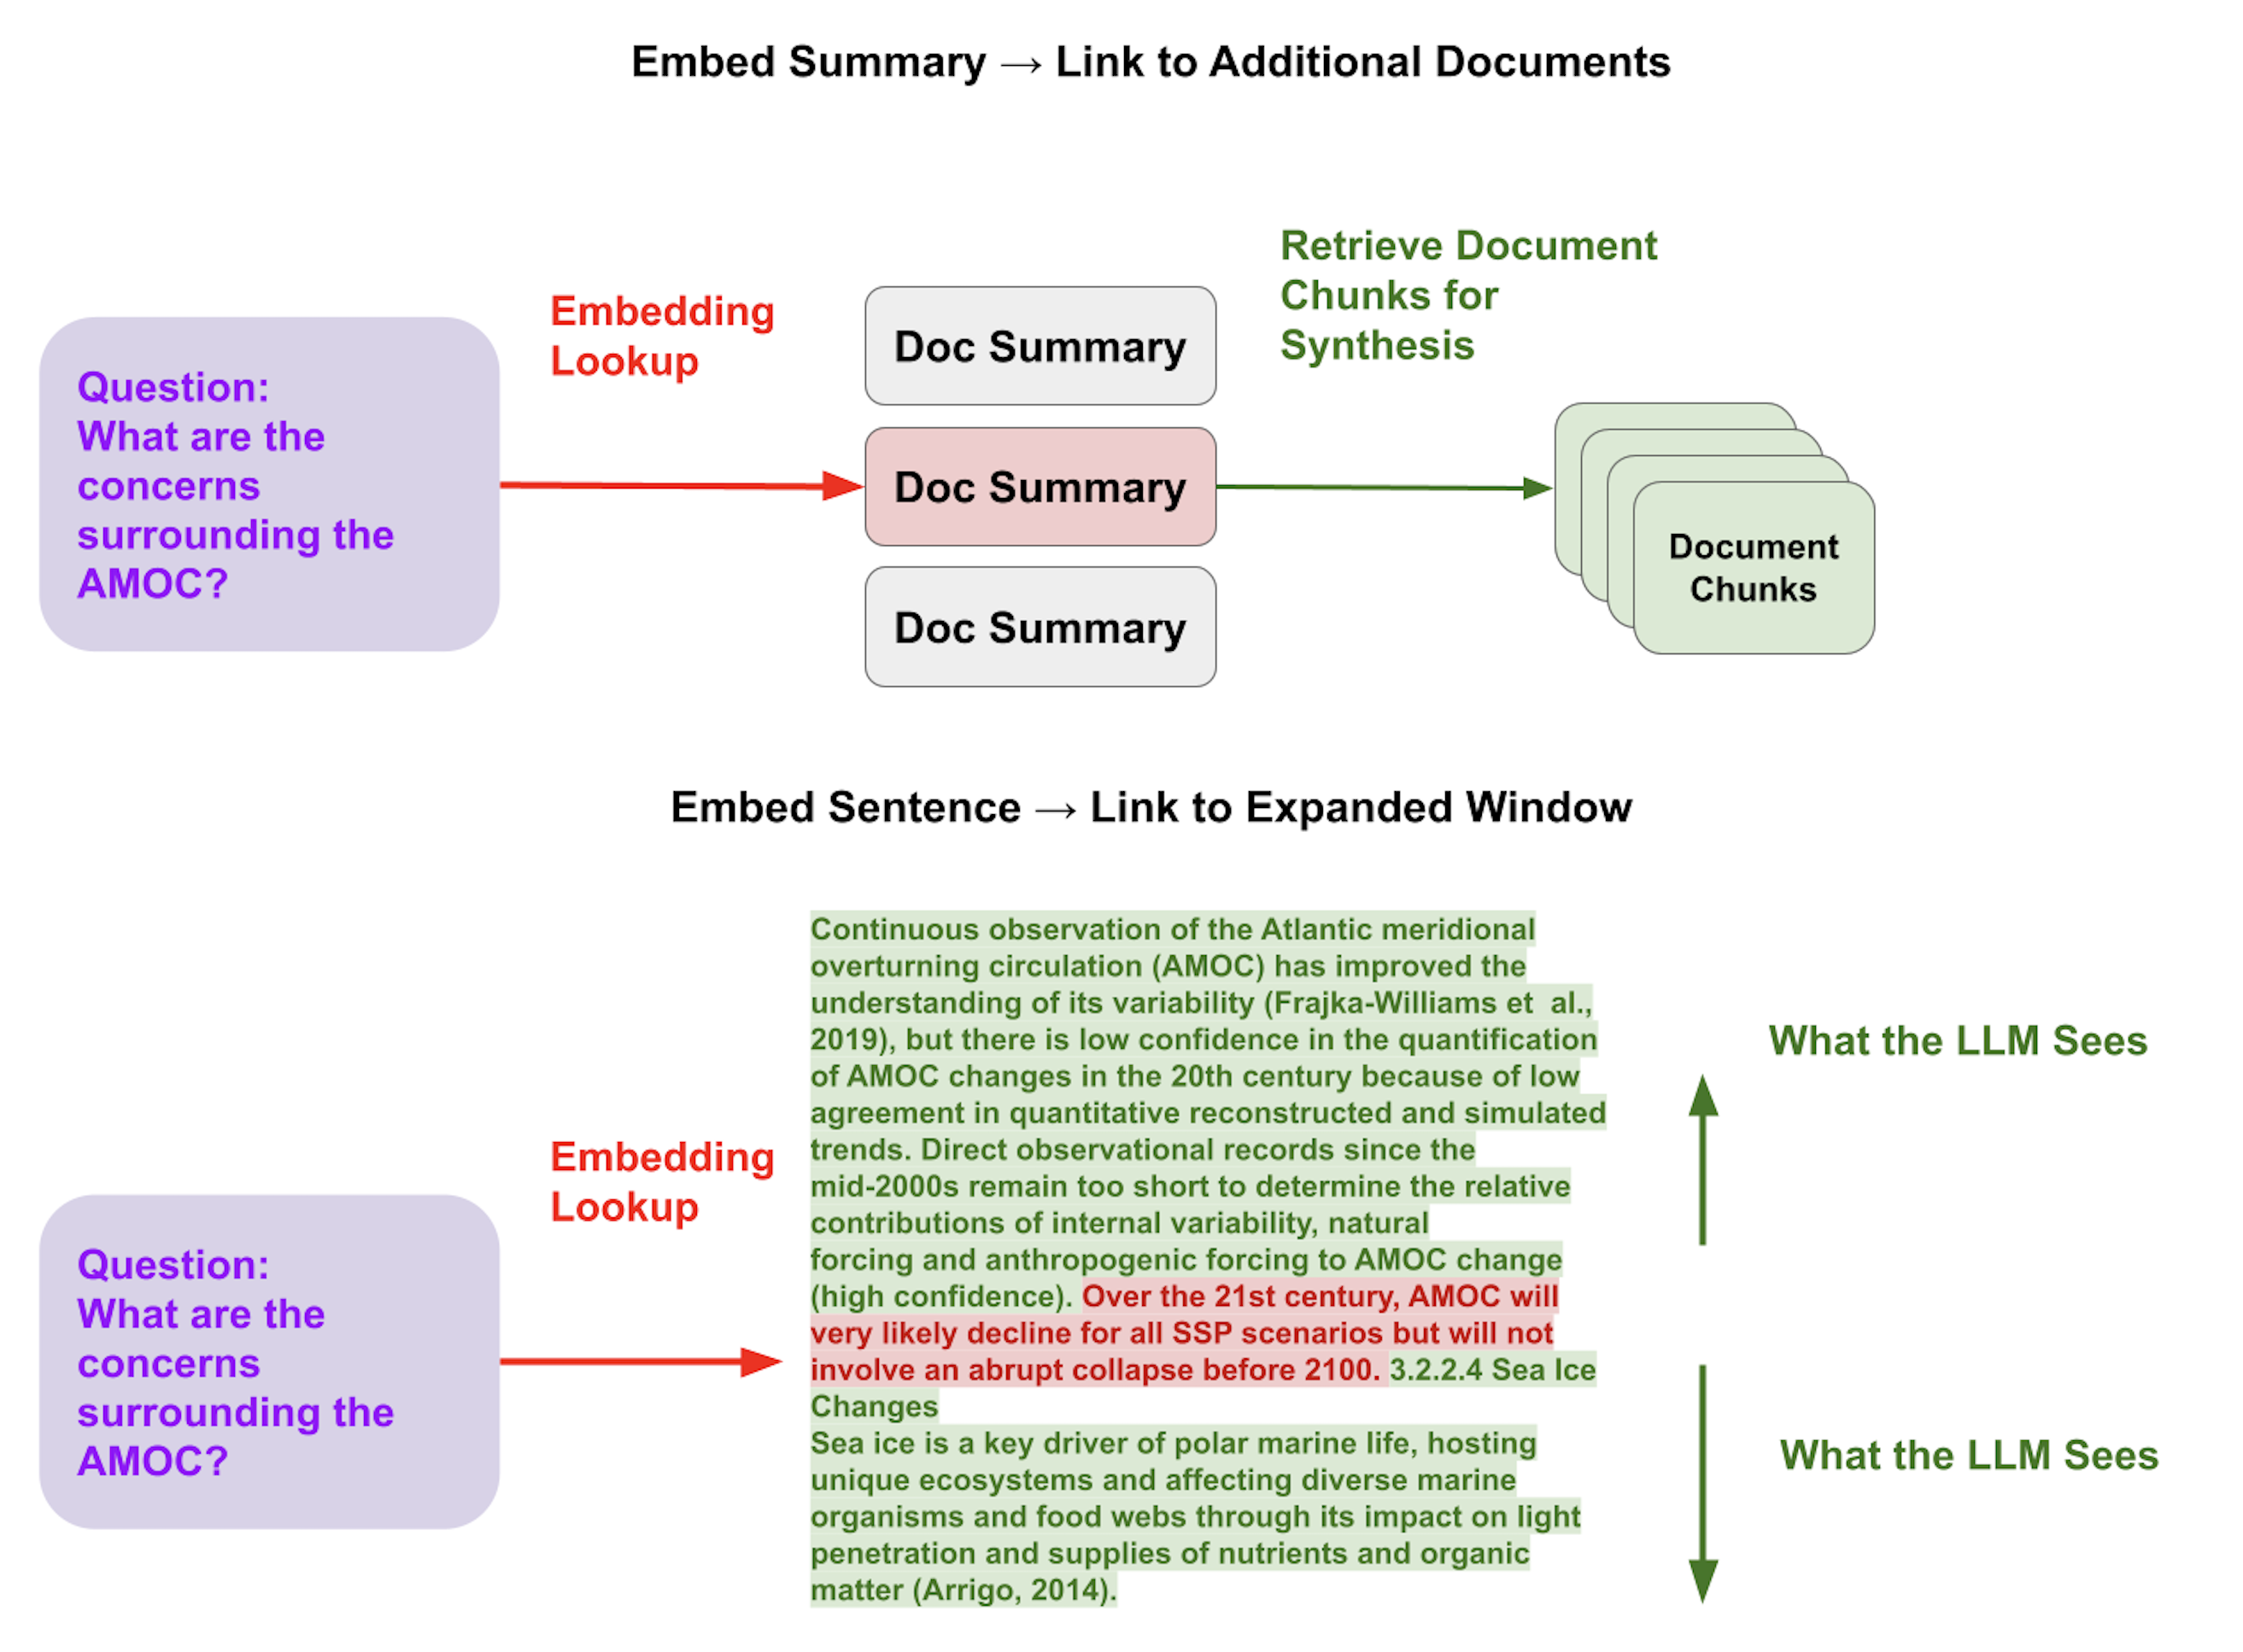 Embed Summary → Link to Additional Documents
Retrieve Document
Chunks for
Synthesis
Embedding
Lookup
Question:
What are the
concerns
surrounding the
AMOC?
Doc Summary
Doc Summary
Doc Summary
Document
Chunks
Embed Sentence → Link to Expanded Window
Question:
What are the
concerns
surrounding the
AMOC?
Embedding
Lookup
Continuous observation of the Atlantic meridional
overturning circulation (AMOC) has improved the
understanding of its variability (Frajka-Williams et  al.,
2019), but there is low confidence in the quantification
of AMOC changes in the 20th century because of low
agreement in quantitative reconstructed and simulated
trends. Direct observational records since the
mid-2000s remain too short to determine the relative
contributions of internal variability, natural
forcing and anthropogenic forcing to AMOC change
(high confidence). Over the 21st century, AMOC will
very likely decline for all SSP scenarios but will not
involve an abrupt collapse before 2100. 3.2.2.4 Sea Ice
Changes
Sea ice is a key driver of polar marine life, hosting
unique ecosystems and affecting diverse marine
organisms and food webs through its impact on light
penetration and supplies of nutrients and organic
matter (Arrigo, 2014).
What the LLM Sees
What the LLM Sees